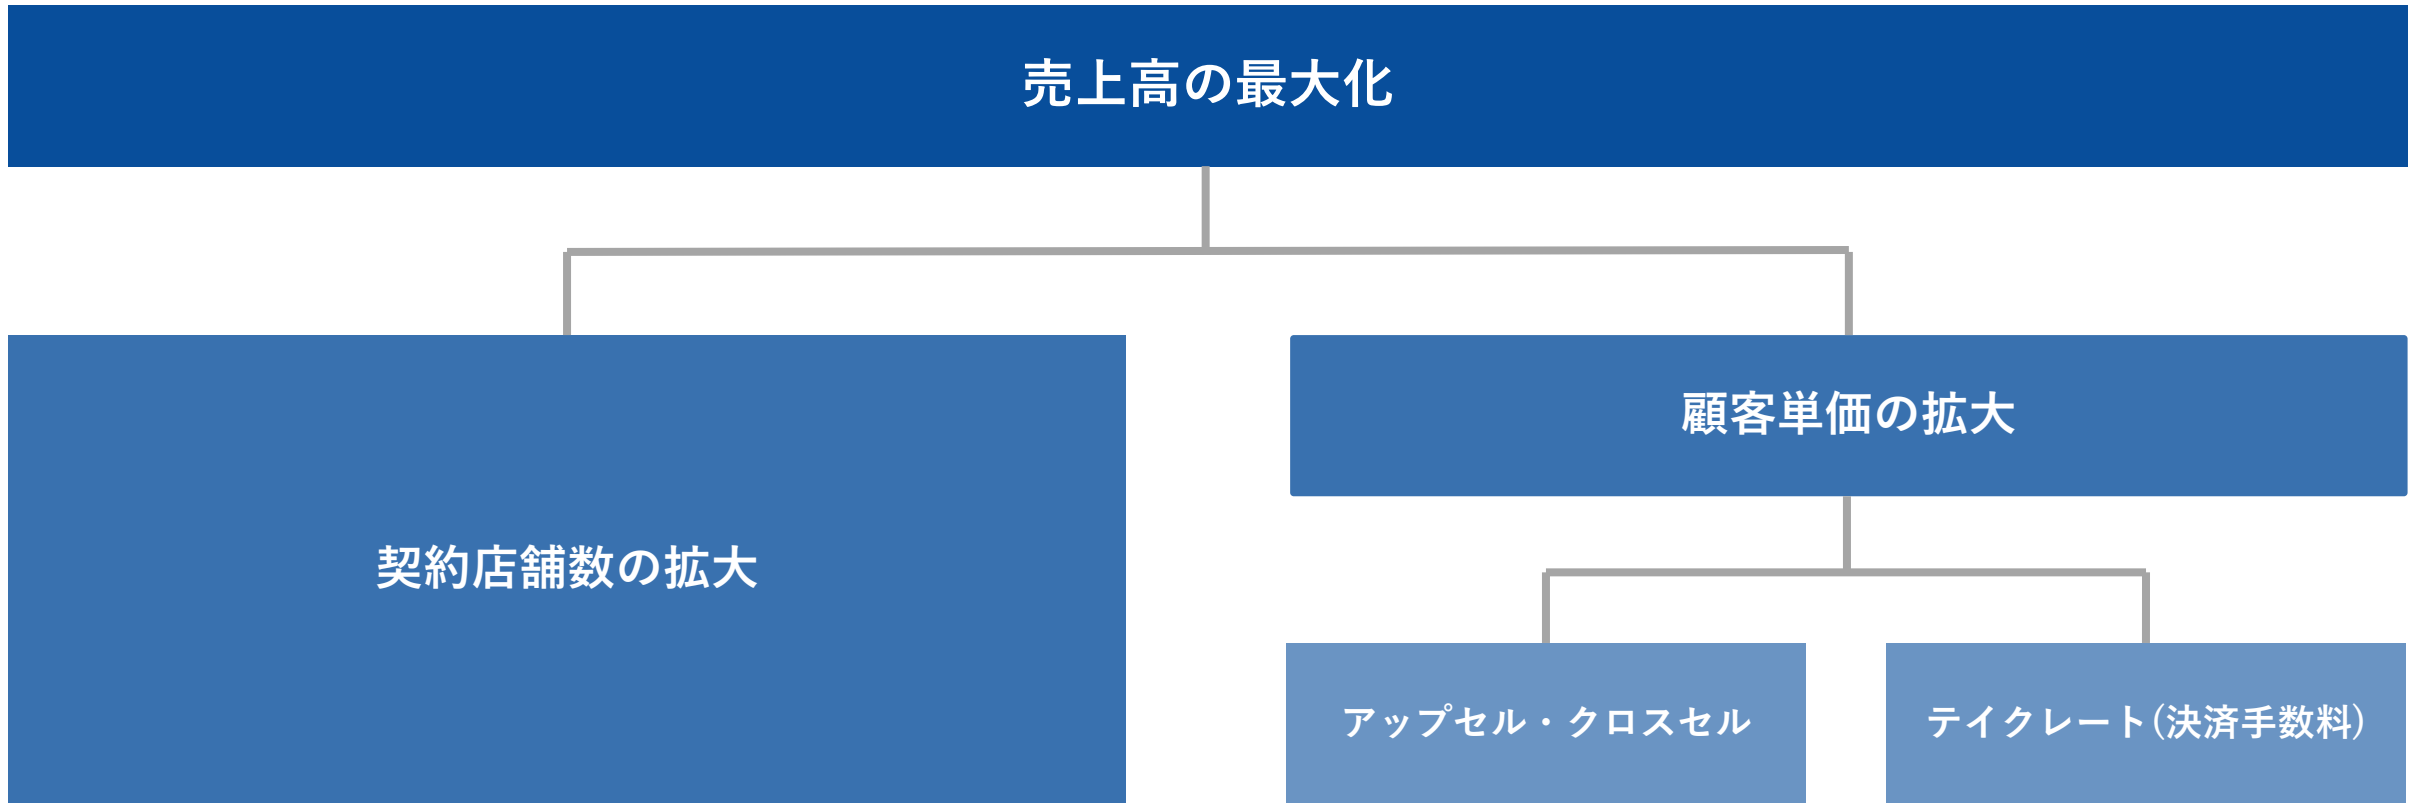 売上高の最大化
顧客単価の拡大
契約店舗数の拡大
アップセル・クロスセル
テイクレート(決済手数料)